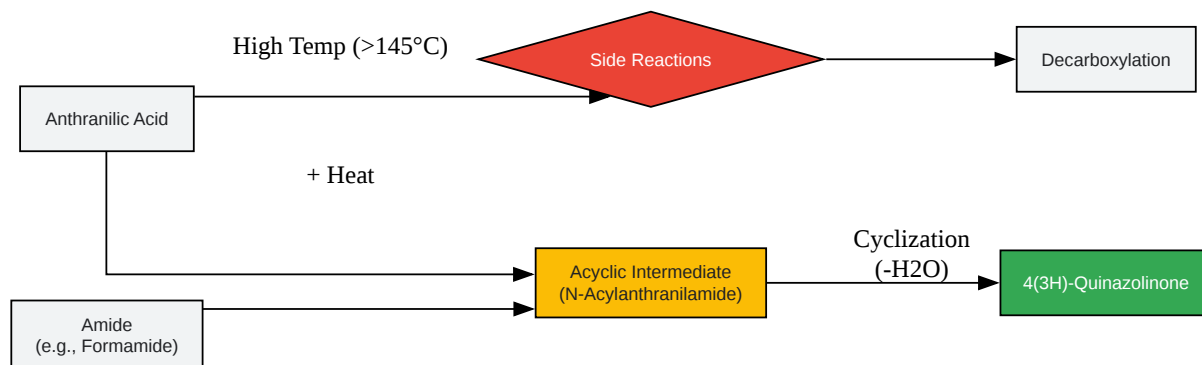 High Temp (>145°C)
Side Reactions
Decarboxylation
Anthranilic Acid
+ Heat
Cyclization
(-H2O)
Acyclic Intermediate
(N-Acylanthranilamide)
4(3H)-Quinazolinone
Amide
(e.g., Formamide)